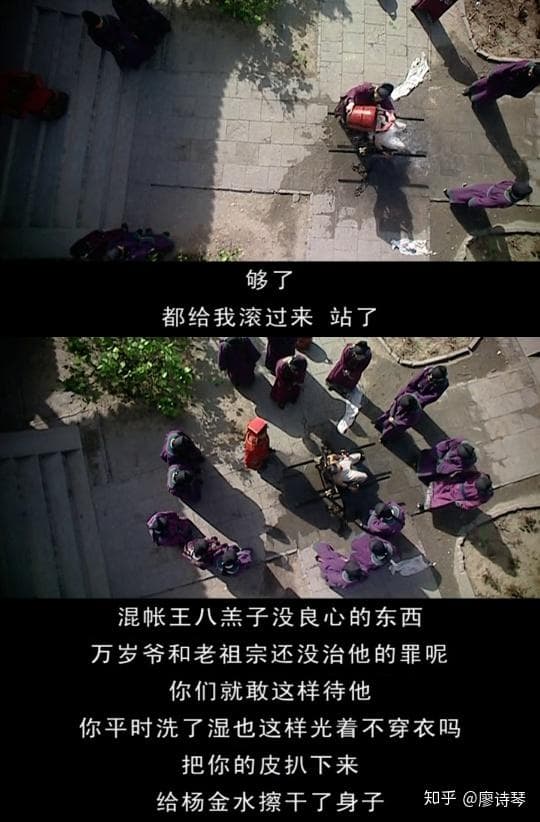 够了
都给我滚过来 站了
混帐王八羔子没良心的东西
万岁爷和老祖宗还没治他的罪呢
你们就敢这样待他
你平时洗了湿也这样光着不穿衣吗
把你的皮扒下来
给杨金水擦干了身子
知乎 @廖诗琴